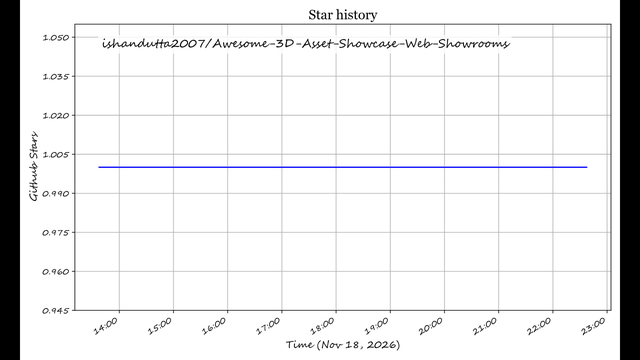 Star history
ishandutta2007/Awesome-3D-Asset-Showcase-Web-Showrooms
1.050
1.035
1.020
1.005
0.990
0.975
0.960
0.945
Github Stars
14:00 15:00 16:00 17:00 18:00 19:00 20:00 21:00 22:00 23:00
Time (Nov 18, 2026)